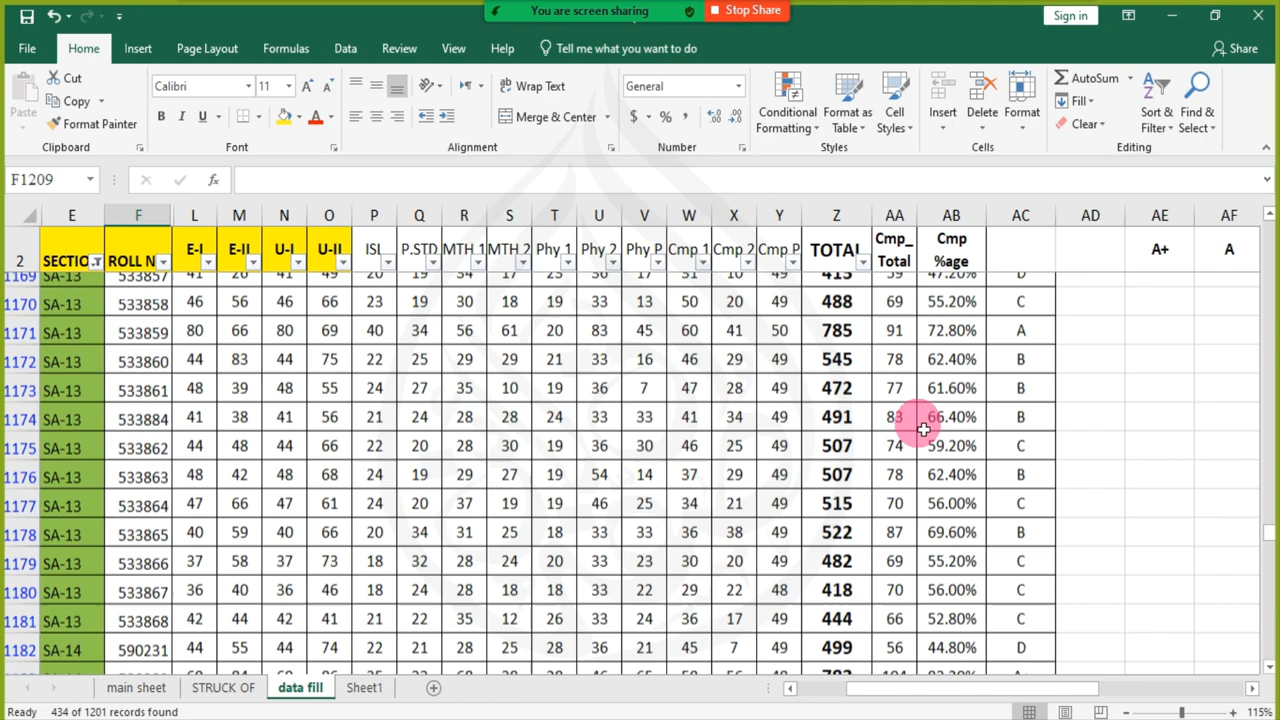 You are screen sharing Stop Share
Sign in
File Home Insert Page Layout Formulas Data Review View Help Tell me what you want to do Share
Cut
Copy
Format Painter
Paste
Calibri 11
B I U
Wrap Text
Merge & Center
General
$ % ,
Conditional Formatting Format as Table Cell Styles
Insert Delete Format
AutoSum
Fill
Clear
Sort & Filter Find & Select
Clipboard Font Alignment Number Styles Cells Editing
F1209 fx
E F L M N O P Q R S T U V W X Y Z AA AB AC AD AE AF
2 SECTIO ROLL N E-I E-II U-I U-II ISL P.STD MTH 1 MTH 2 Phy 1 Phy 2 Phy P Cmp 1 Cmp 2 Cmp P TOTAL Cmp_Total Cmp %age A+ A
1169 SA-13 533857 41 26 41 49 20 19 34 17 23 30 17 31 10 49 413 59 47.20% D
1170 SA-13 533858 46 56 46 66 23 19 30 18 19 33 13 50 20 49 488 69 55.20% C
1171 SA-13 533859 80 66 80 69 40 34 56 61 20 83 45 60 41 50 785 91 72.80% A
1172 SA-13 533860 44 83 44 75 22 25 29 29 21 33 16 46 29 49 545 78 62.40% B
1173 SA-13 533861 48 39 48 55 24 27 35 10 19 36 7 47 28 49 472 77 61.60% B
1174 SA-13 533884 41 38 41 56 21 24 28 28 24 33 33 41 34 49 491 83 66.40% B
1175 SA-13 533862 44 48 44 66 22 20 28 30 19 36 30 46 25 49 507 74 59.20% C
1176 SA-13 533863 48 42 48 68 24 19 29 27 19 54 14 37 29 49 507 78 62.40% B
1177 SA-13 533864 47 66 47 61 24 20 37 19 19 46 25 34 21 49 515 70 56.00% C
1178 SA-13 533865 40 59 40 66 20 34 31 25 18 33 33 36 38 49 522 87 69.60% B
1179 SA-13 533866 37 58 37 73 18 32 28 24 20 33 23 30 20 49 482 69 55.20% C
1180 SA-13 533867 36 40 36 66 18 24 28 18 18 33 22 29 22 48 418 70 56.00% C
1181 SA-13 533868 42 44 42 41 21 22 35 12 26 33 24 36 17 49 444 66 52.80% C
1182 SA-14 590231 44 55 44 74 22 21 28 25 28 36 21 45 7 49 499 56 44.80% D
main sheet STRUCK OF data fill Sheet1
Ready 434 of 1201 records found 115%